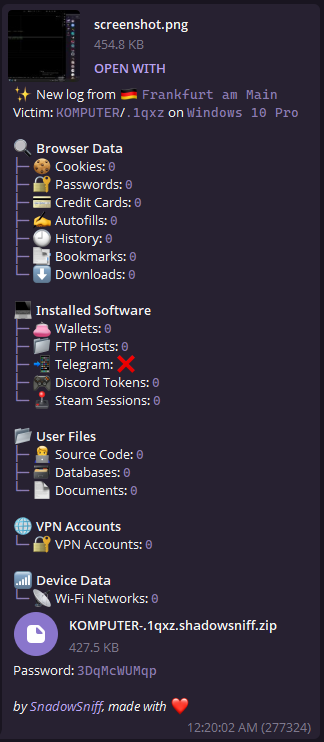 screenshot.png
454.8 KB
OPEN WITH
✨ New log from 🇩🇪 Frankfurt am Main
Victim: KOMPUTER/.1qxz on Windows 10 Pro
🔍 Browser Data
├─ 🍪 Cookies: 0
├─ 🔐 Passwords: 0
├─ 💳 Credit Cards: 0
├─ ✍️ Autofills: 0
├─ 🕒 History: 0
├─ 📑 Bookmarks: 0
└─ ⬇️ Downloads: 0
💻 Installed Software
├─ 👛 Wallets: 0
├─ 📁 FTP Hosts: 0
├─ 📲 Telegram: ❌
├─ 🎮 Discord Tokens: 0
└─ 🕹️ Steam Sessions: 0
📂 User Files
├─ 👨‍💻 Source Code: 0
├─ 🗃️ Databases: 0
└─ 📄 Documents: 0
🌐 VPN Accounts
└─ 🔐 VPN Accounts: 0
📶 Device Data
└─ 📡 Wi-Fi Networks: 0
KOMPUTER-.1qxz.shadowsniff.zip
427.5 KB
Password: 3DqMcWUMqp
by SnadowSniff, made with ❤️
12:20:02 AM (277324)